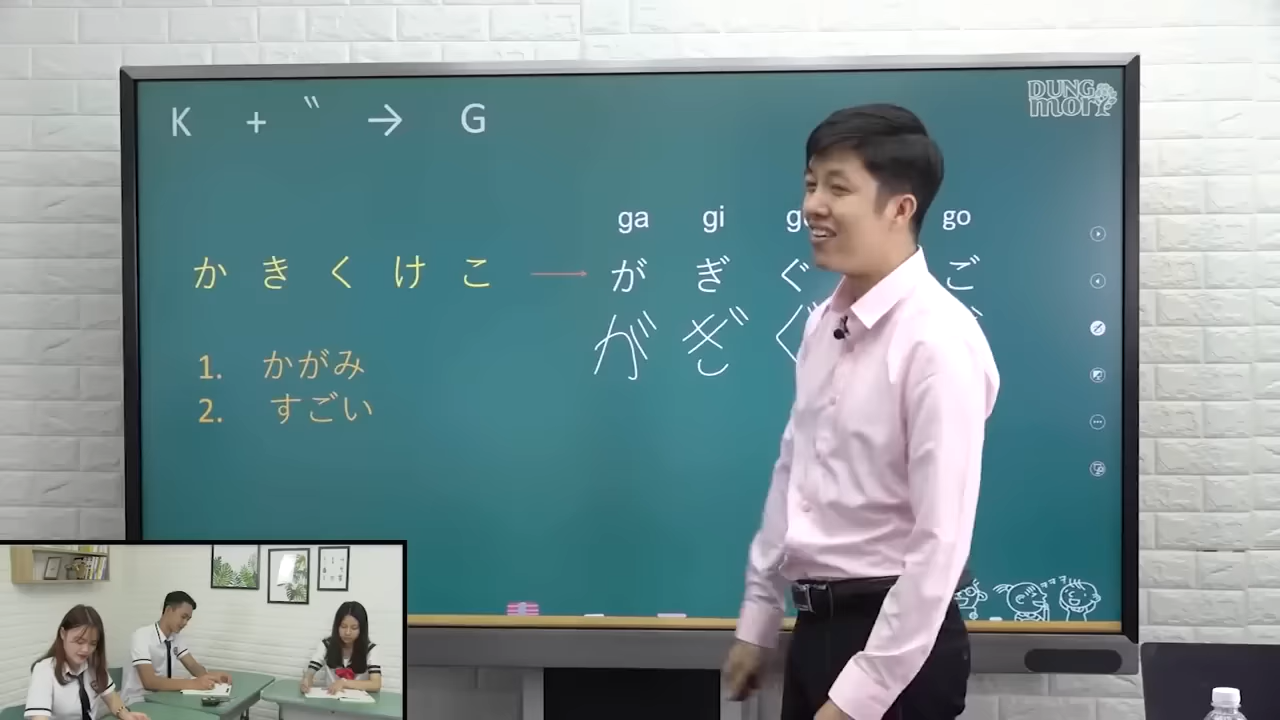 K + ゛ → G
DUNG
mori
ga gi go
か き く け こ → が ぎ ぐ ご
が ぎ ぐ
1. かがみ
2. すごい